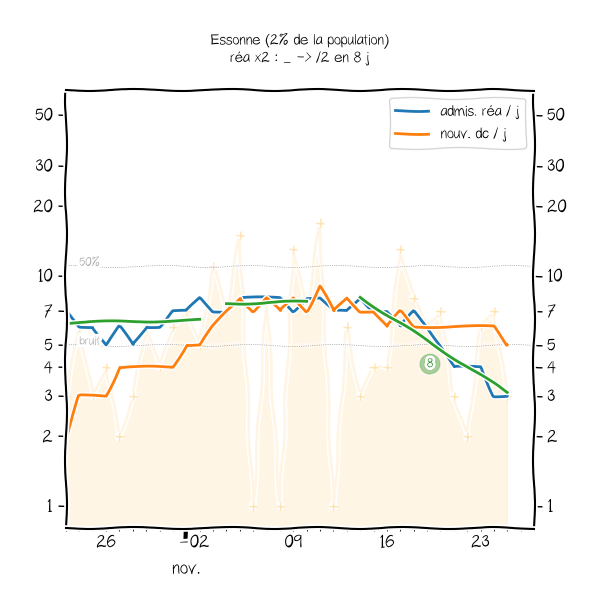 Essonne (2% de la population)
réa x2 : _ -> /2 en 8 j
admis. réa / j
nouv. dc / j
50 50
30 30
20 20
50%
10 10
7 7
bruit
5 5
8
4 4
3 3
2 2
1 1
26 02 09 16 23
nov.